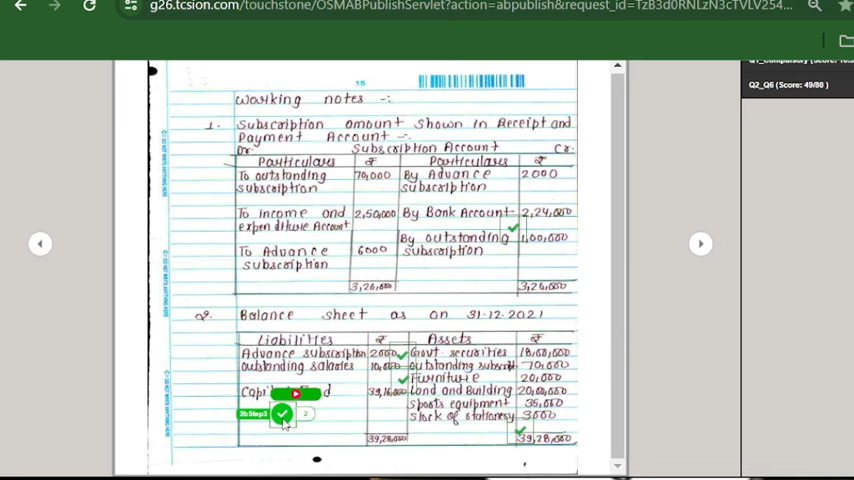 g26.tcsion.com/touchstone/OSMABPublishServlet?action=abpublish&request_id=TzB3d0RNLzN3cTVLV254...
Q2_Q6 (Score: 49/80 )
15
Working notes -:
1. Subscription amount shown in Receipt and
Payment Account -:
Dr. Subscription Account Cr.
Particulars ₹ Particulars ₹
To outstanding 70,000 By Advance 2000
subscription subscription
To Income and 2,50,000 By Bank Account 2,24,000
expenditure Account
By outstanding 1,00,000
To Advance 6000 subscription
subscription
3,26,000 3,26,000
2. Balance sheet as on 31-12-2021
Liabilities ₹ Assets ₹
Advance subscription 2000 Govt securities 18,00,000
outstanding salaries 10,000 outstanding subscript. 70,000
Furniture 20,000
39,16,000 Land and Building 20,00,000
sports equipment 35,000
2bStep3 2 stock of stationery 3000
39,28,000 39,28,000